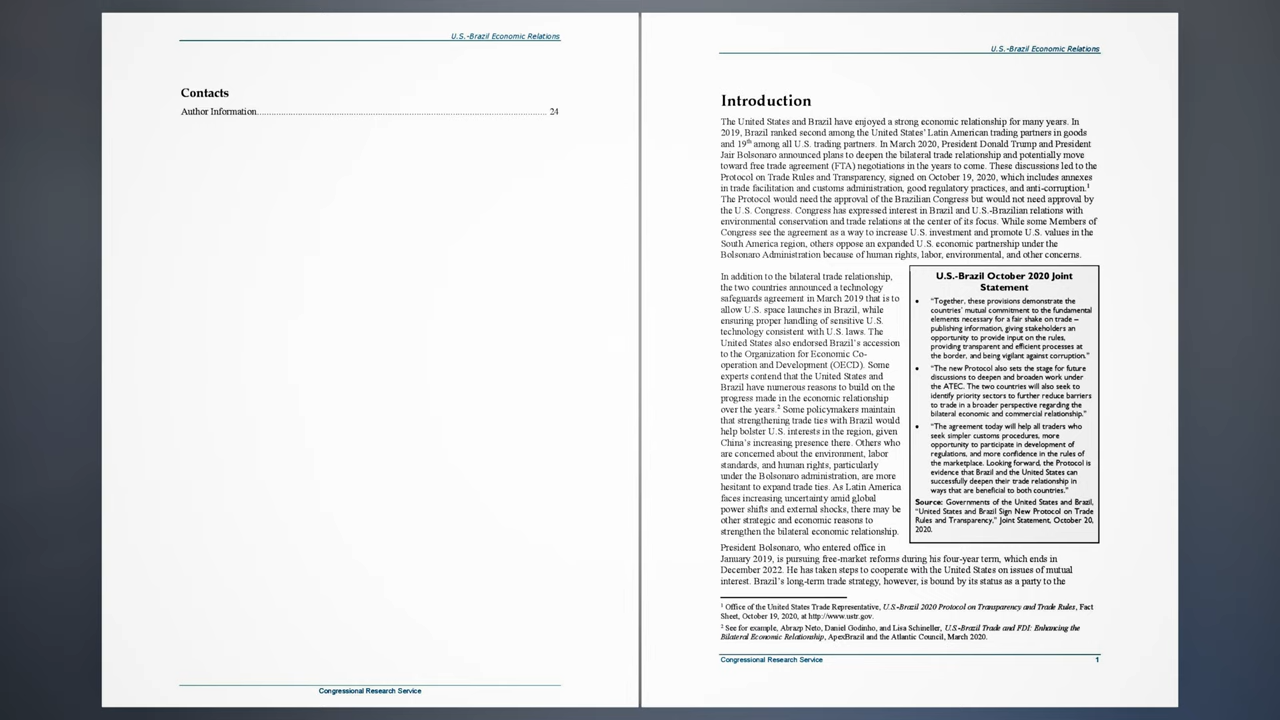 U.S.-Brazil Economic Relations
Contacts
Author Information.................................................................................................................... 24
Congressional Research Service
U.S.-Brazil Economic Relations
Introduction
The United States and Brazil have enjoyed a strong economic relationship for many years. In
2019, Brazil ranked second among the United States' Latin American trading partners in goods
and 19th among all U.S. trading partners. In March 2020, President Donald Trump and President
Jair Bolsonaro announced plans to deepen the bilateral trade relationship and potentially move
toward free trade agreement (FTA) negotiations in the years to come. These discussions led to the
Protocol on Trade Rules and Transparency, signed on October 19, 2020, which includes annexes
in trade facilitation and customs administration, good regulatory practices, and anti-corruption.1
The Protocol would need the approval of the Brazilian Congress but would not need approval by
the U.S. Congress. Congress has expressed interest in Brazil and U.S.-Brazilian relations with
environmental conservation and trade relations at the center of its focus. While some Members of
Congress see the agreement as a way to increase U.S. investment and promote U.S. values in the
South America region, others oppose an expanded U.S. economic partnership under the
Bolsonaro Administration because of human rights, labor, environmental, and other concerns.
In addition to the bilateral trade relationship,
the two countries announced a technology
safeguards agreement in March 2019 that is to
allow U.S. space launches in Brazil, while
ensuring proper handling of sensitive U.S.
technology consistent with U.S. laws. The
United States also endorsed Brazil's accession
to the Organization for Economic Co-
operation and Development (OECD). Some
experts contend that the United States and
Brazil have numerous reasons to build on the
progress made in the economic relationship
over the years.2 Some policymakers maintain
that strengthening trade ties with Brazil would
help bolster U.S. interests in the region, given
China's increasing presence there. Others who
are concerned about the environment, labor
standards, and human rights, particularly
under the Bolsonaro administration, are more
hesitant to expand trade ties. As Latin America
faces increasing uncertainty amid global
power shifts and external shocks, there may be
other strategic and economic reasons to
strengthen the bilateral economic relationship.
U.S.-Brazil October 2020 Joint
Statement
• "Together, these provisions demonstrate the
countries' mutual commitment to the fundamental
elements necessary for a fair shake on trade –
publishing information, giving stakeholders an
opportunity to provide input on the rules,
providing transparent and efficient processes at
the border, and being vigilant against corruption."
• "The new Protocol also sets the stage for future
discussions to deepen and broaden work under
the ATEC. The two countries will also seek to
identify priority sectors to further reduce barriers
to trade in a broader perspective regarding the
bilateral economic and commercial relationship."
• "The agreement today will help all traders who
seek simpler customs procedures, more
opportunity to participate in development of
regulations, and more confidence in the rules of
the marketplace. Looking forward, the Protocol is
evidence that Brazil and the United States can
successfully deepen their trade relationship in
ways that are beneficial to both countries."
Source: Governments of the United States and Brazil,
"United States and Brazil Sign New Protocol on Trade
Rules and Transparency," Joint Statement, October 20,
2020.
President Bolsonaro, who entered office in
January 2019, is pursuing free-market reforms during his four-year term, which ends in
December 2022. He has taken steps to cooperate with the United States on issues of mutual
interest. Brazil's long-term trade strategy, however, is bound by its status as a party to the
1 Office of the United States Trade Representative, U.S.-Brazil 2020 Protocol on Transparency and Trade Rules, Fact
Sheet, October 19, 2020, at http://www.ustr.gov.
2 See for example, Abrazp Neto, Daniel Godinho, and Lisa Schineller, U.S.-Brazil Trade and FDI: Enhancing the
Bilateral Economic Relationship, ApexBrazil and the Atlantic Council, March 2020.
Congressional Research Service 1